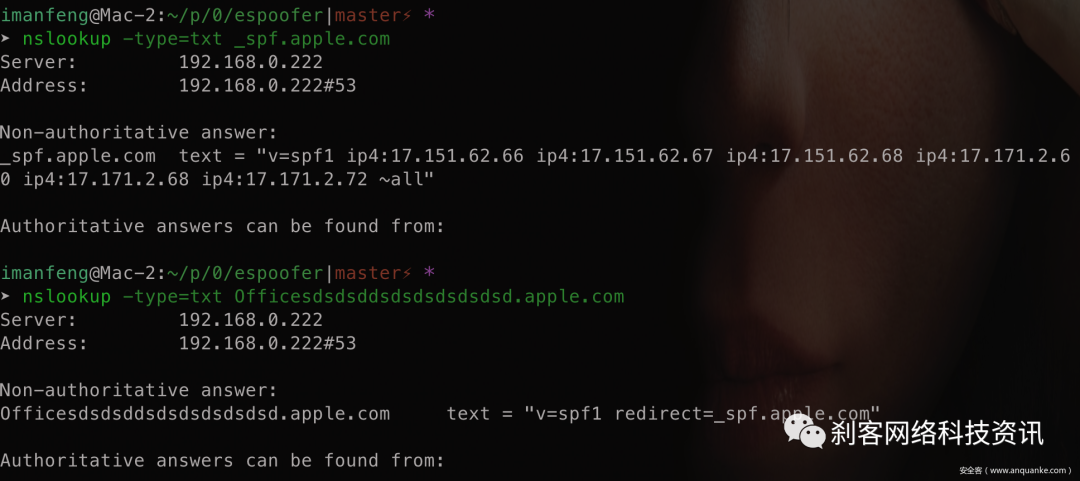 imanfeng@Mac-2:~/p/0/espoofer|master⚡ *
➤ nslookup -type=txt _spf.apple.com
Server:         192.168.0.222
Address:        192.168.0.222#53
Non-authoritative answer:
_spf.apple.com  text = "v=spf1 ip4:17.151.62.66 ip4:17.151.62.67 ip4:17.151.62.68 ip4:17.171.2.6
0 ip4:17.171.2.68 ip4:17.171.2.72 ~all"
Authoritative answers can be found from:
imanfeng@Mac-2:~/p/0/espoofer|master⚡ *
➤ nslookup -type=txt Officesdsdsddsdsdsdsdsdsd.apple.com
Server:         192.168.0.222
Address:        192.168.0.222#53
Non-authoritative answer:
Officesdsdsddsdsdsdsdsdsd.apple.com     text = "v=spf1 redirect=_spf.apple.com"
刹客网络科技资讯
Authoritative answers can be found from:
安全客（www.anquanke.com）